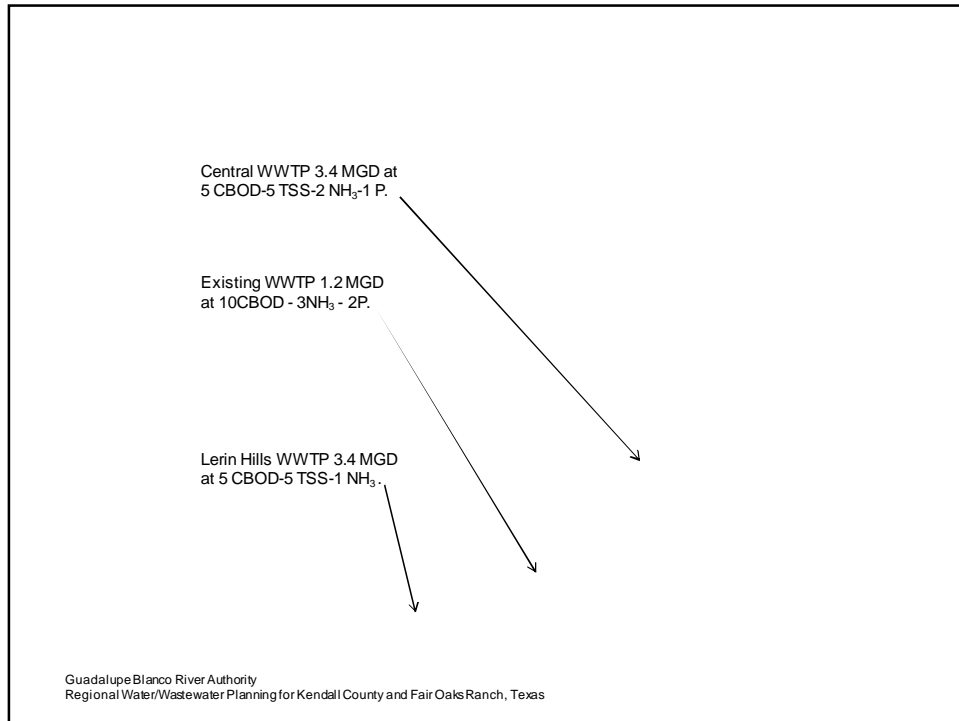 Central WWTP 3.4 MGD at
5 CBOD-5 TSS-2 NH₃-1 P.
Existing WWTP 1.2 MGD
at 10CBOD - 3NH₃ - 2P.
Lerin Hills WWTP 3.4 MGD
at 5 CBOD-5 TSS-1 NH₃.
Guadalupe Blanco River Authority
Regional Water/Wastewater Planning for Kendall County and Fair Oaks Ranch, Texas